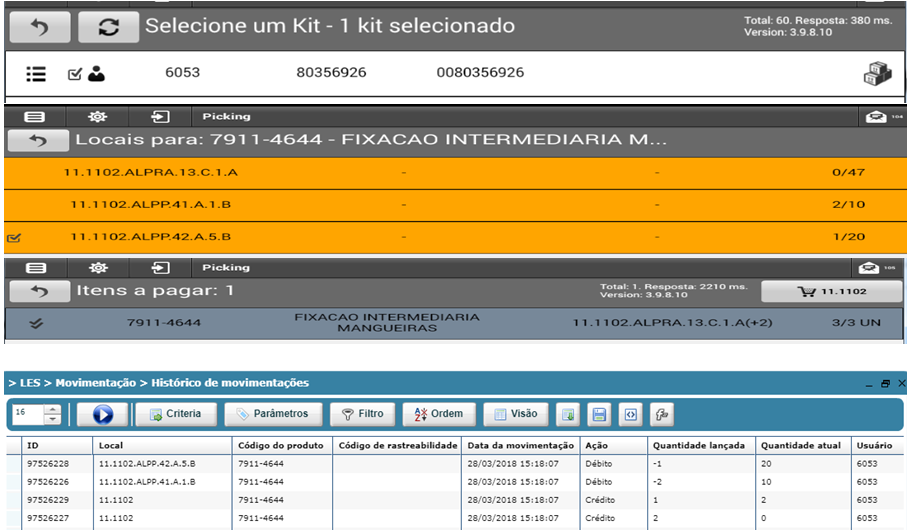 Selecione um Kit - 1 kit selecionado
Total: 60. Resposta: 380 ms.
Version: 3.9.8.10
6053 80356926 0080356926
Picking 104
Locais para: 7911-4644 - FIXACAO INTERMEDIARIA M...
11.1102.ALPRA.13.C.1.A - - 0/47
11.1102.ALPP.41.A.1.B - - 2/10
11.1102.ALPP.42.A.5.B - - 1/20
Picking 105
Itens a pagar: 1
Total: 1. Resposta: 2210 ms.
Version: 3.9.8.10
11.1102
7911-4644 FIXACAO INTERMEDIARIA MANGUEIRAS 11.1102.ALPRA.13.C.1.A(+2) 3/3 UN
> LES > Movimentação > Histórico de movimentações
16 Criteria Parâmetros Filtro Ordem Visão
ID Local Código do produto Código de rastreabilidade Data da movimentação Ação Quantidade lançada Quantidade atual Usuário
97526228 11.1102.ALPP.42.A.5.B 7911-4644 28/03/2018 15:18:07 Débito -1 20 6053
97526226 11.1102.ALPP.41.A.1.B 7911-4644 28/03/2018 15:18:07 Débito -2 10 6053
97526229 11.1102 7911-4644 28/03/2018 15:18:07 Crédito 1 2 6053
97526227 11.1102 7911-4644 28/03/2018 15:18:07 Crédito 2 0 6053